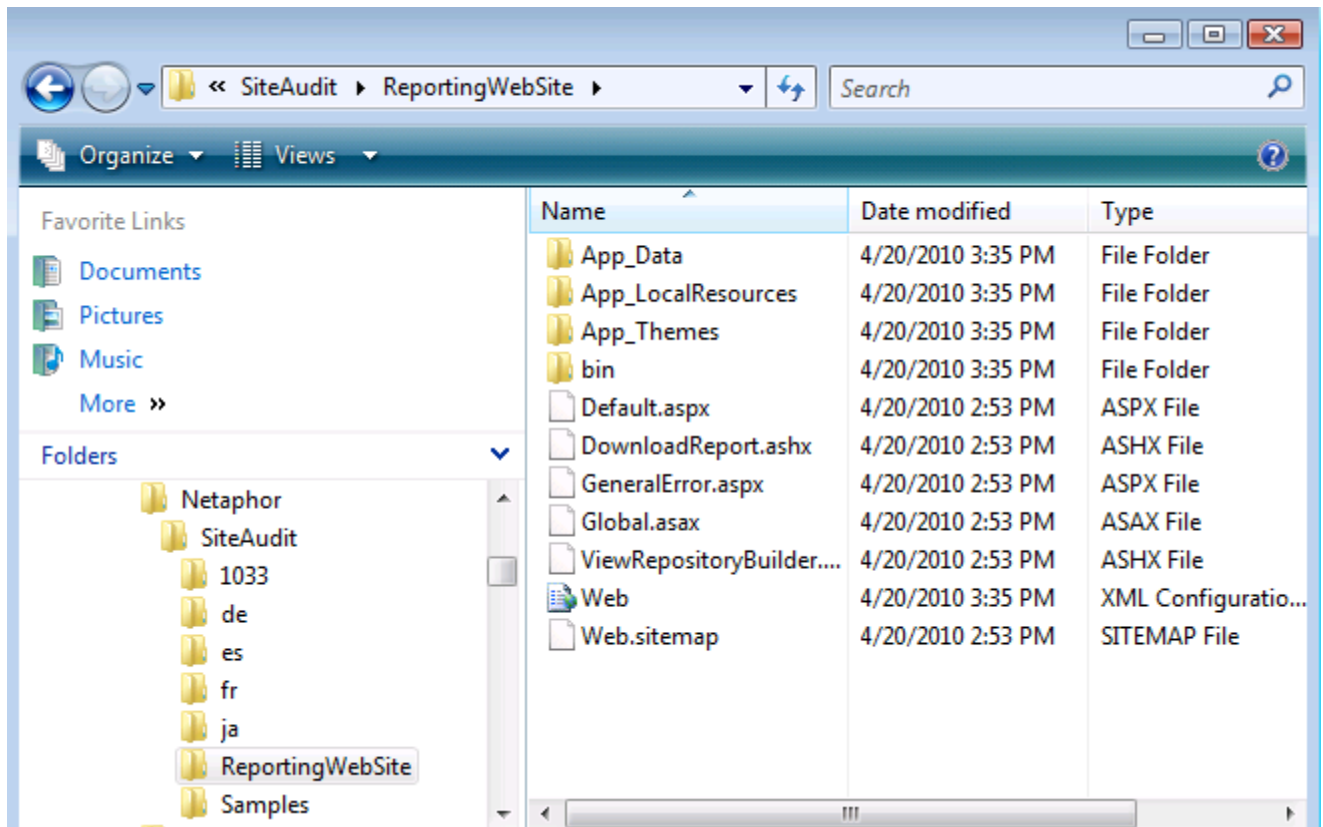 « SiteAudit ▸ ReportingWebSite ▸ Search
Organize Views
Favorite Links
Documents
Pictures
Music
More »
Folders
Netaphor
SiteAudit
1033
de
es
fr
ja
ReportingWebSite
Samples
Name Date modified Type
App_Data 4/20/2010 3:35 PM File Folder
App_LocalResources 4/20/2010 3:35 PM File Folder
App_Themes 4/20/2010 3:35 PM File Folder
bin 4/20/2010 3:35 PM File Folder
Default.aspx 4/20/2010 2:53 PM ASPX File
DownloadReport.ashx 4/20/2010 2:53 PM ASHX File
GeneralError.aspx 4/20/2010 2:53 PM ASPX File
Global.asax 4/20/2010 2:53 PM ASAX File
ViewRepositoryBuilder.... 4/20/2010 2:53 PM ASHX File
Web 4/20/2010 3:35 PM XML Configuratio...
Web.sitemap 4/20/2010 2:53 PM SITEMAP File